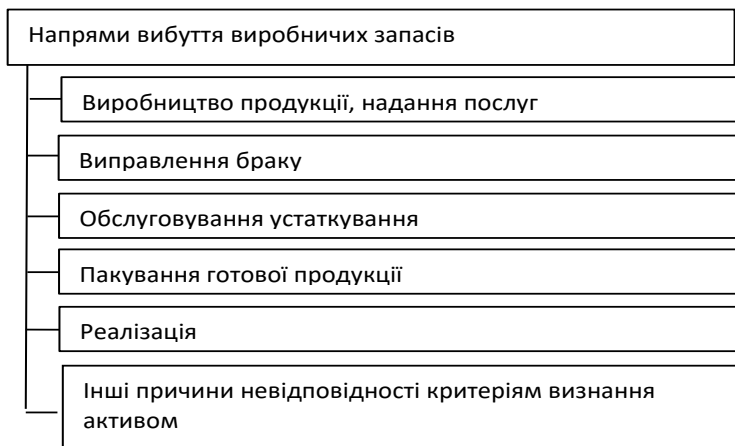 Напрями вибуття виробничих запасів
Виробництво продукції, надання послуг
Виправлення браку
Обслуговування устаткування
Пакування готової продукції
Реалізація
Інші причини невідповідності критеріям визнання
активом